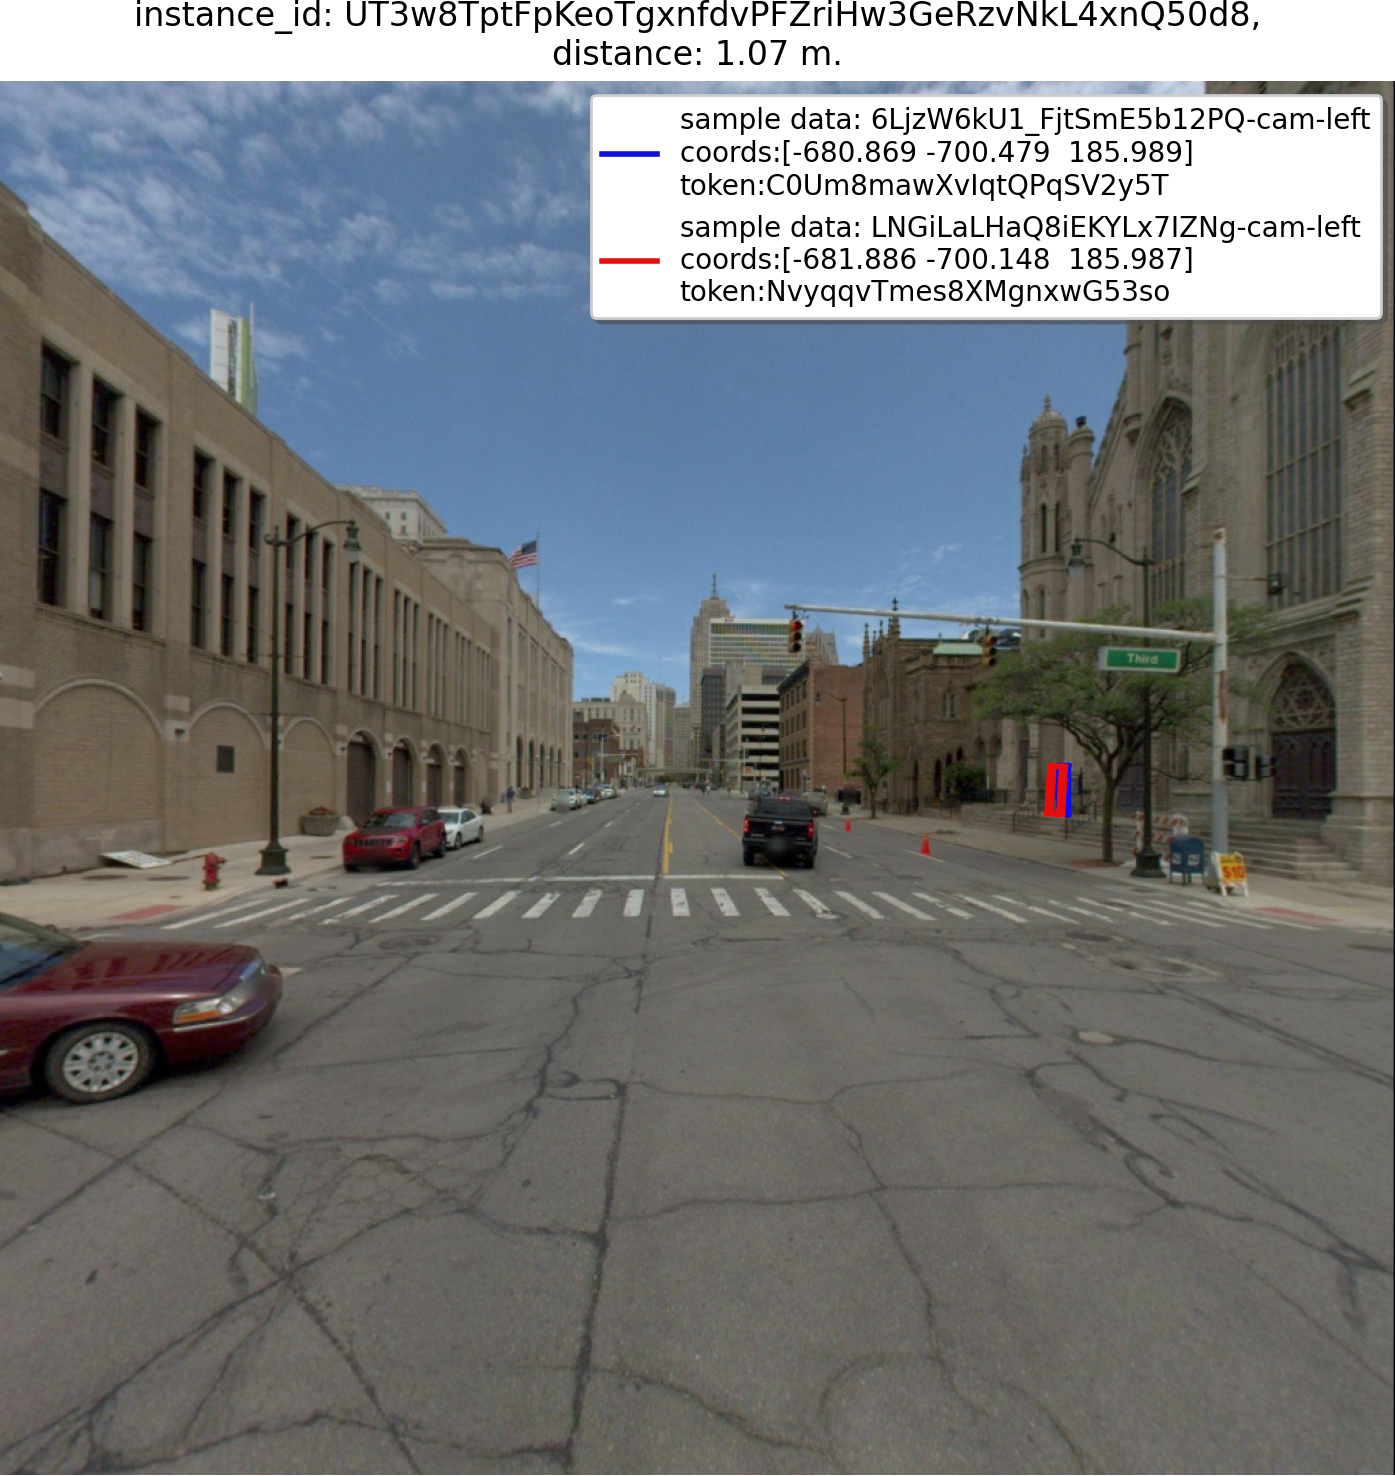 instance_id: UT3w8TptFpKeoTgxnfdvPFZriHw3GeRzvNkL4xnQ50d8,
distance: 1.07 m.
sample data: 6LjzW6kU1_FjtSmE5b12PQ-cam-left
coords:[-680.869 -700.479  185.989]
token:C0Um8mawXvIqtQPqSV2y5T
sample data: LNGiLaLHaQ8iEKYLx7IZNg-cam-left
coords:[-681.886 -700.148  185.987]
token:NvyqqvTmes8XMgnxwG53so
Third
$10